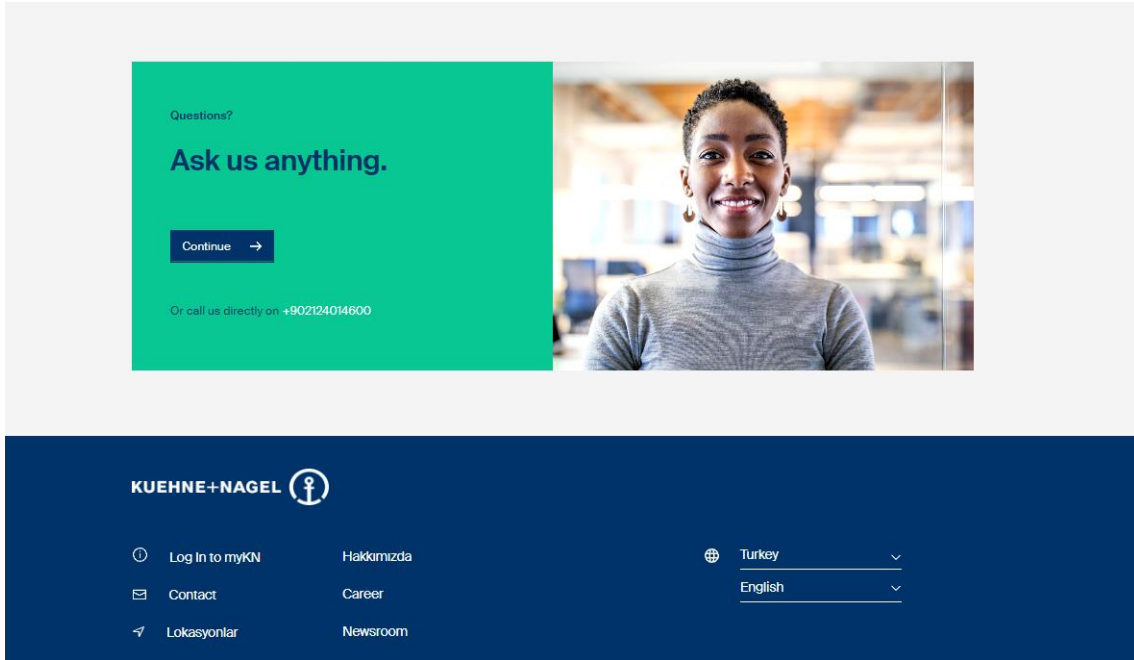 Questions?
Ask us anything.
Continue →
Or call us directly on +902124014600
KUEHNE+NAGEL
Log In to myKN
Contact
Lokasyonlar
Hakkımızda
Career
Newsroom
Turkey
English